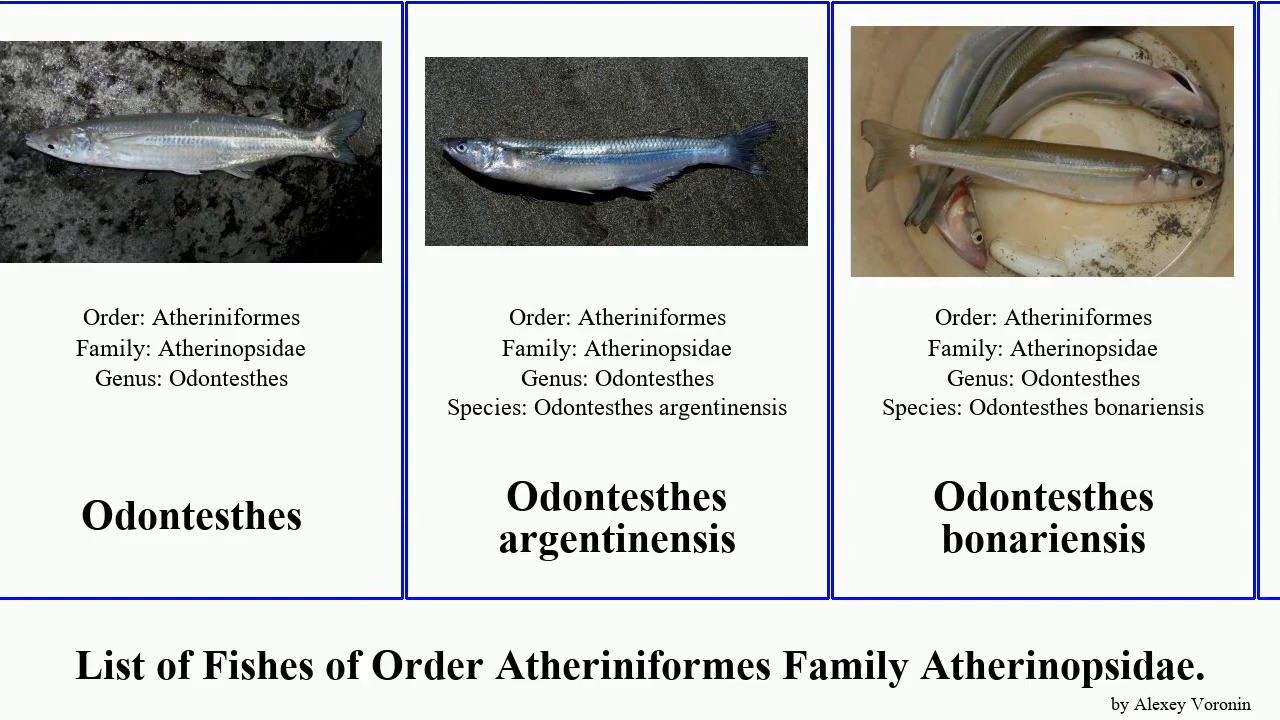 Order: Atheriniformes
Family: Atherinopsidae
Genus: Odontesthes
Odontesthes
Order: Atheriniformes
Family: Atherinopsidae
Genus: Odontesthes
Species: Odontesthes argentinensis
Odontesthes
argentinensis
Order: Atheriniformes
Family: Atherinopsidae
Genus: Odontesthes
Species: Odontesthes bonariensis
Odontesthes
bonariensis
List of Fishes of Order Atheriniformes Family Atherinopsidae.
by Alexey Voronin